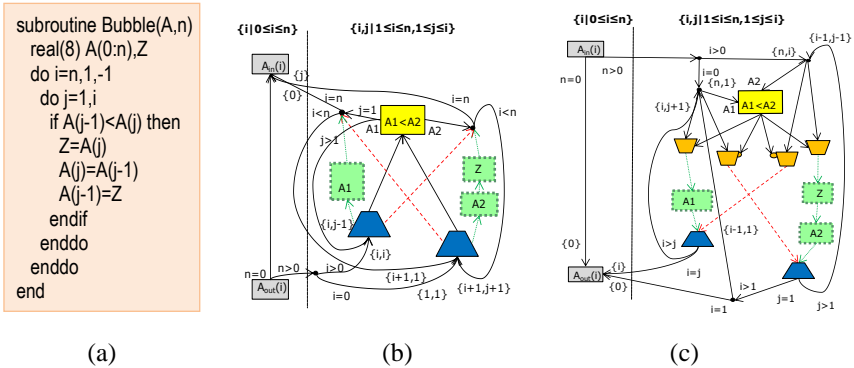 subroutine Bubble(A,n)
real(8) A(0:n),Z
do i=n,1,-1
do j=1,i
if A(j-1)<A(j) then
Z=A(j)
A(j)=A(j-1)
A(j-1)=Z
endif
enddo
enddo
end
(a)
{i|0≤i≤n}
{i,j|1≤i≤n,1≤j≤i}
A_in(i)
{j}
{0}
i=n
i<n
j=1
A1
A1<A2
A2
i=n
i<n
j>1
A1
Z
A2
{i,j-1}
{i,i}
{i+1,1}
{i+1,j+1}
n=0
n>0
i>0
i=0
{1,1}
A_out(i)
(b)
{i|0≤i≤n}
{i,j|1≤i≤n,1≤j≤i}
A_in(i)
n=0
n>0
i>0
i=0
{n,i}
{i-1,j-1}
{n,1}
A2
A1
A1<A2
{i,j+1}
A1
Z
A2
{i-1,1}
i>j
{0}
{i}
i=j
A_out(i)
{0}
i=1
i>1
j=1
j>1
(c)